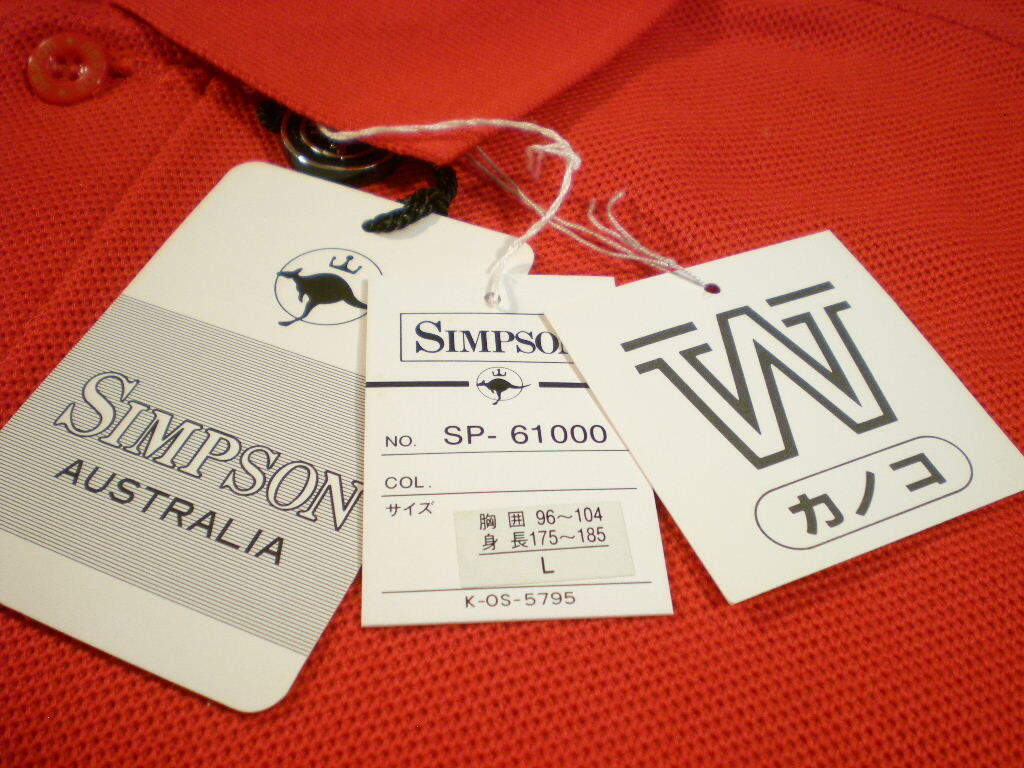 SIMPSON
AUSTRALIA
SIMPSON
NO. SP- 61000
COL.
サイズ
胸囲 96～104
身長175～185
L
K-OS-5795
W
カノコ